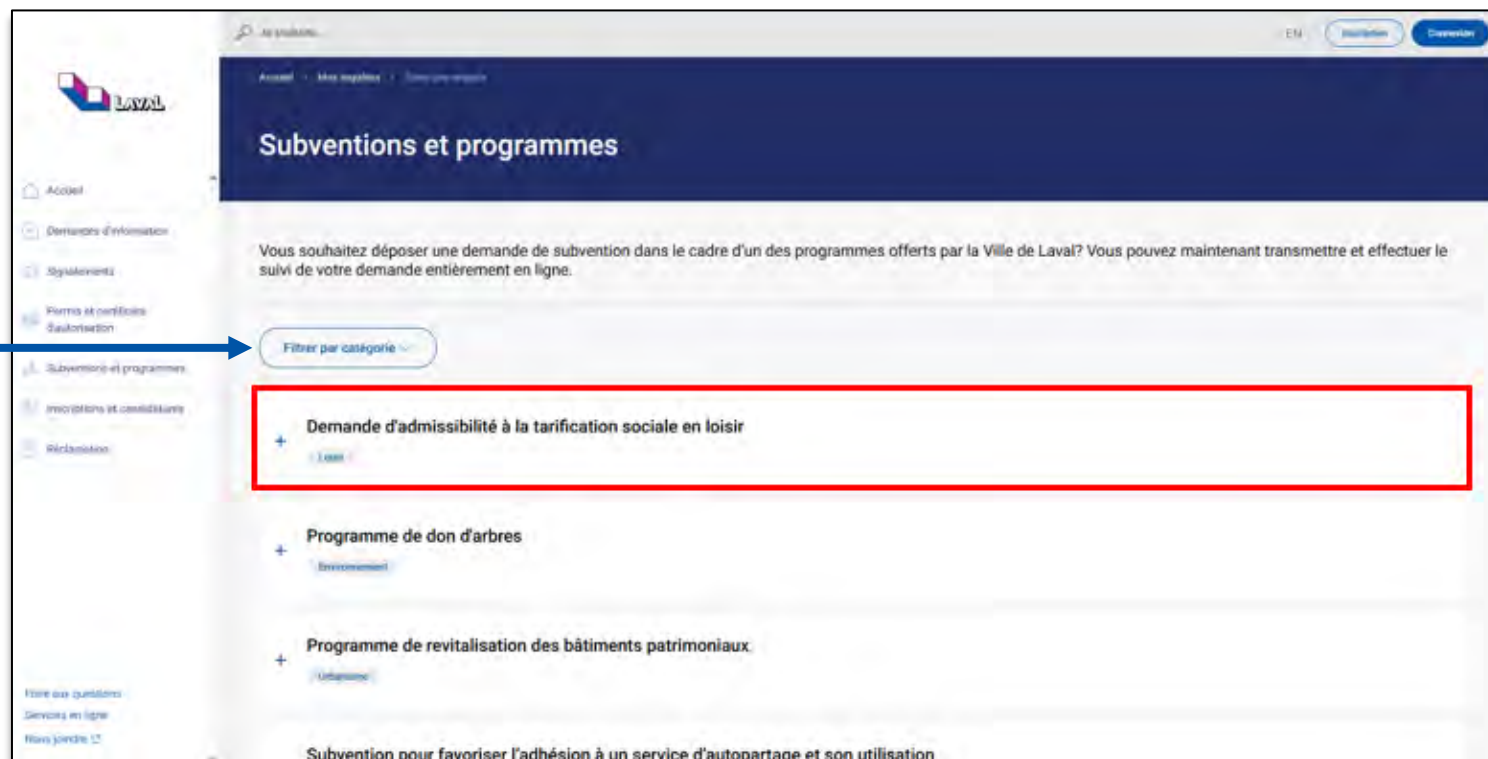 Je souhaite...
EN
Inscription
Connexion
LAVAL
Accueil
Mes requêtes
Subventions et programmes
Accueil
Demandes d'information
Signalements
Permis et certificats
d'autorisation
Subventions et programmes
Inscriptions et candidatures
Réclamation
Foire aux questions
Services en ligne
Nous joindre
Vous souhaitez déposer une demande de subvention dans le cadre d'un des programmes offerts par la Ville de Laval? Vous pouvez maintenant transmettre et effectuer le
suivi de votre demande entièrement en ligne.
Filtrer par catégorie
Demande d'admissibilité à la tarification sociale en loisir
Loisir
Programme de don d'arbres
Environnement
Programme de revitalisation des bâtiments patrimoniaux
Urbanisme
Subvention pour favoriser l'adhésion à un service d'autopartage et son utilisation